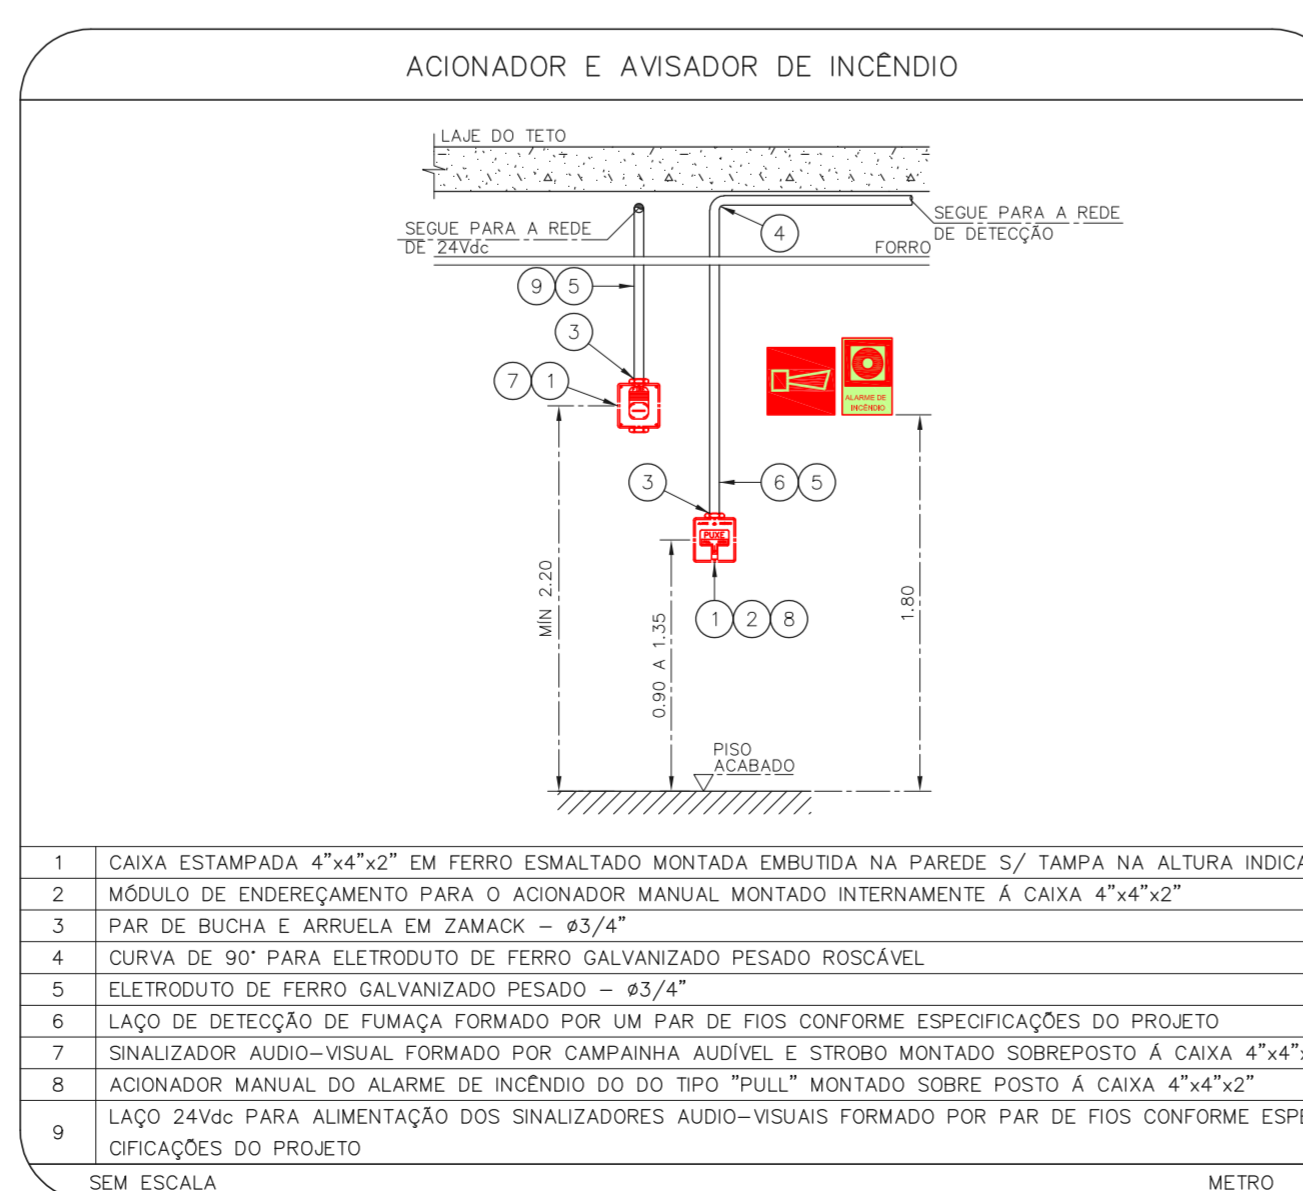 ACIONADOR E AVISADOR DE INCÊNDIO
LAJE DO TETO
SEGUE PARA A REDE
DE 24Vdc
SEGUE PARA A REDE
DE DETECÇÃO
4
FORRO
9 5
3
7 1
ALARME DE
INCÊNDIO
3
6 5
PUXE
1 2 8
MÍN 2.20
0.90 A 1.35
1.80
PISO
ACABADO
1 CAIXA ESTAMPADA 4"x4"x2" EM FERRO ESMALTADO MONTADA EMBUTIDA NA PAREDE S/ TAMPA NA ALTURA INDICA
2 MÓDULO DE ENDEREÇAMENTO PARA O ACIONADOR MANUAL MONTADO INTERNAMENTE Á CAIXA 4"x4"x2"
3 PAR DE BUCHA E ARRUELA EM ZAMACK – ø3/4"
4 CURVA DE 90° PARA ELETRODUTO DE FERRO GALVANIZADO PESADO ROSCÁVEL
5 ELETRODUTO DE FERRO GALVANIZADO PESADO – ø3/4"
6 LAÇO DE DETECÇÃO DE FUMAÇA FORMADO POR UM PAR DE FIOS CONFORME ESPECIFICAÇÕES DO PROJETO
7 SINALIZADOR AUDIO–VISUAL FORMADO POR CAMPAINHA AUDÍVEL E STROBO MONTADO SOBREPOSTO Á CAIXA 4"x4"x
8 ACIONADOR MANUAL DO ALARME DE INCÊNDIO DO DO TIPO "PULL" MONTADO SOBRE POSTO Á CAIXA 4"x4"x2"
9 LAÇO 24Vdc PARA ALIMENTAÇÃO DOS SINALIZADORES AUDIO–VISUAIS FORMADO POR PAR DE FIOS CONFORME ESPE
CIFICAÇÕES DO PROJETO
SEM ESCALA
METRO